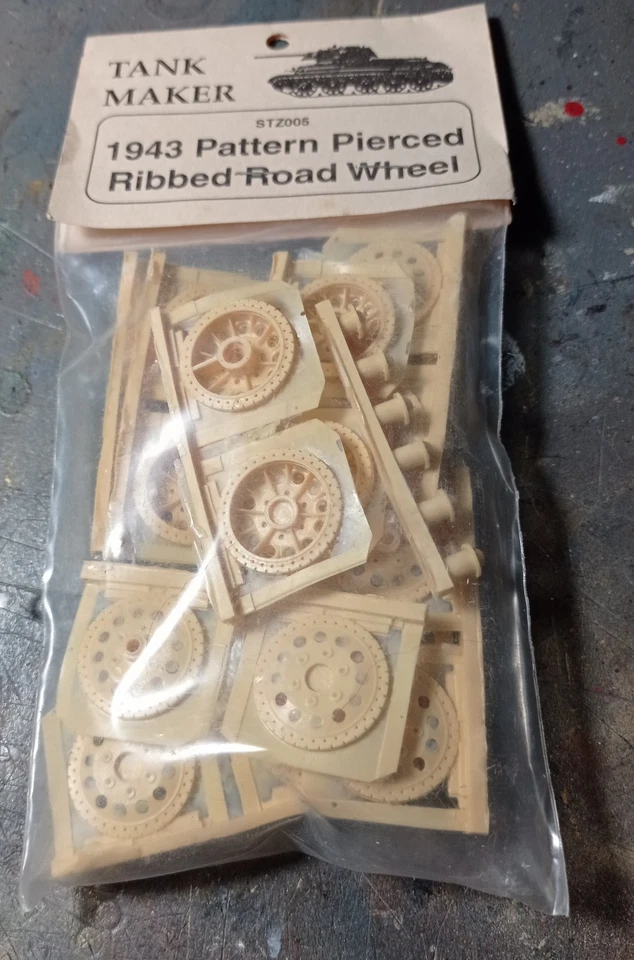 TANK
MAKER
STZ005
1943 Pattern Pierced
Ribbed Road Wheel